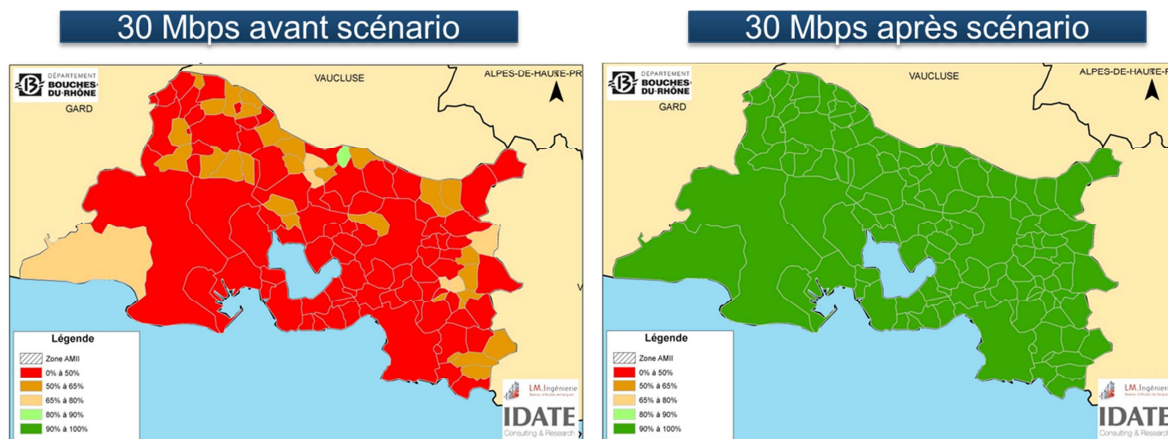 30 Mbps avant scénario
DÉPARTEMENT
BOUCHES-
DU-RHÔNE
GARD
VAUCLUSE
ALPES-DE-HAUTE-PR
V
Légende
Zone AMII
0% à 50%
50% à 65%
65% à 80%
80% à 90%
90% à 100%
LM.Ingénierie
IDATE
Consulting & Research
30 Mbps après scénario
DÉPARTEMENT
BOUCHES-
DU-RHÔNE
GARD
VAUCLUSE
ALPES-DE-HAUTE-P
Légende
Zone AMII
0% à 50%
50% à 65%
65% à 80%
80% à 90%
90% à 100%
LM.Ingénierie
IDATE
Consulting & Research